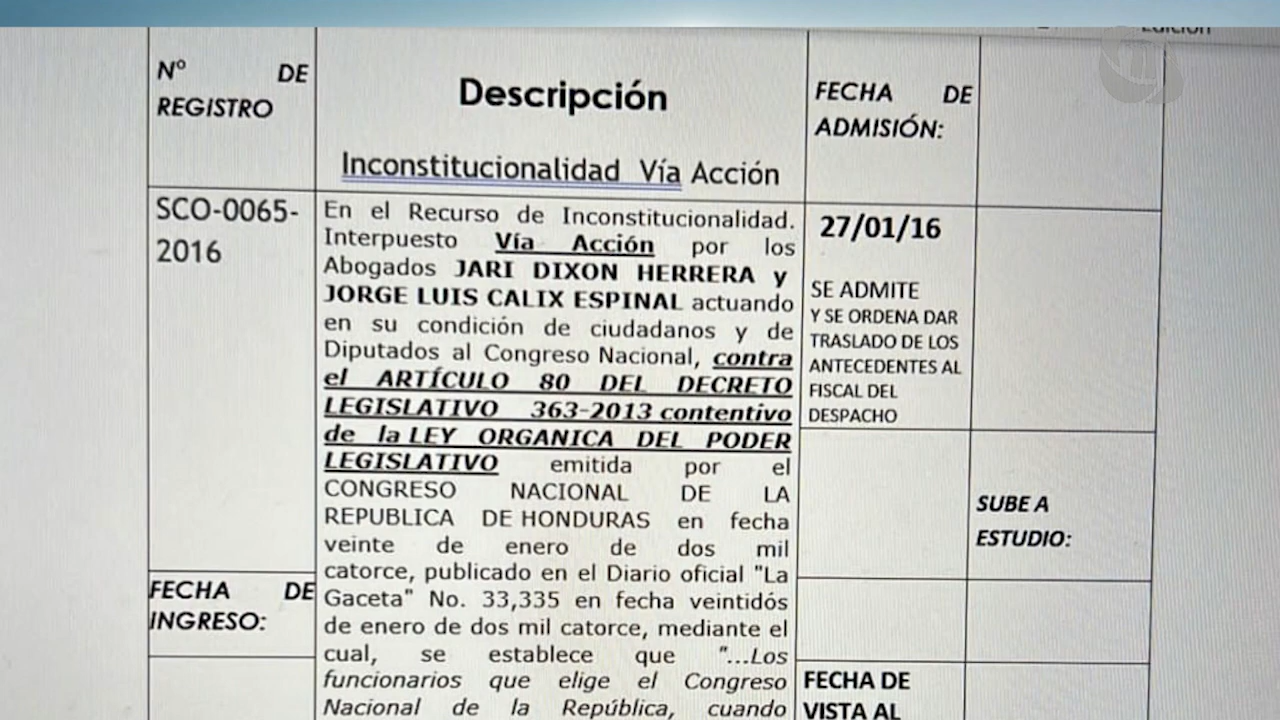 Edición
Nº DE
REGISTRO
Descripción
Inconstitucionalidad Vía Acción
FECHA DE
ADMISIÓN:
SCO-0065-
2016
En el Recurso de Inconstitucionalidad.
Interpuesto Vía Acción por los
Abogados JARI DIXON HERRERA y
JORGE LUIS CALIX ESPINAL actuando
en su condición de ciudadanos y de
Diputados al Congreso Nacional, contra
el ARTÍCULO 80 DEL DECRETO
LEGISLATIVO 363-2013 contentivo
de la LEY ORGANICA DEL PODER
LEGISLATIVO emitida por el
CONGRESO NACIONAL DE LA
REPUBLICA DE HONDURAS en fecha
veinte de enero de dos mil
catorce, publicado en el Diario oficial "La
Gaceta" No. 33,335 en fecha veintidós
de enero de dos mil catorce, mediante el
cual, se establece que "...Los
funcionarios que elige el Congreso
Nacional de la República, cuando
27/01/16
SE ADMITE
Y SE ORDENA DAR
TRASLADO DE LOS
ANTECEDENTES AL
FISCAL DEL
DESPACHO
SUBE A
ESTUDIO:
FECHA DE
INGRESO:
FECHA DE
VISTA AL